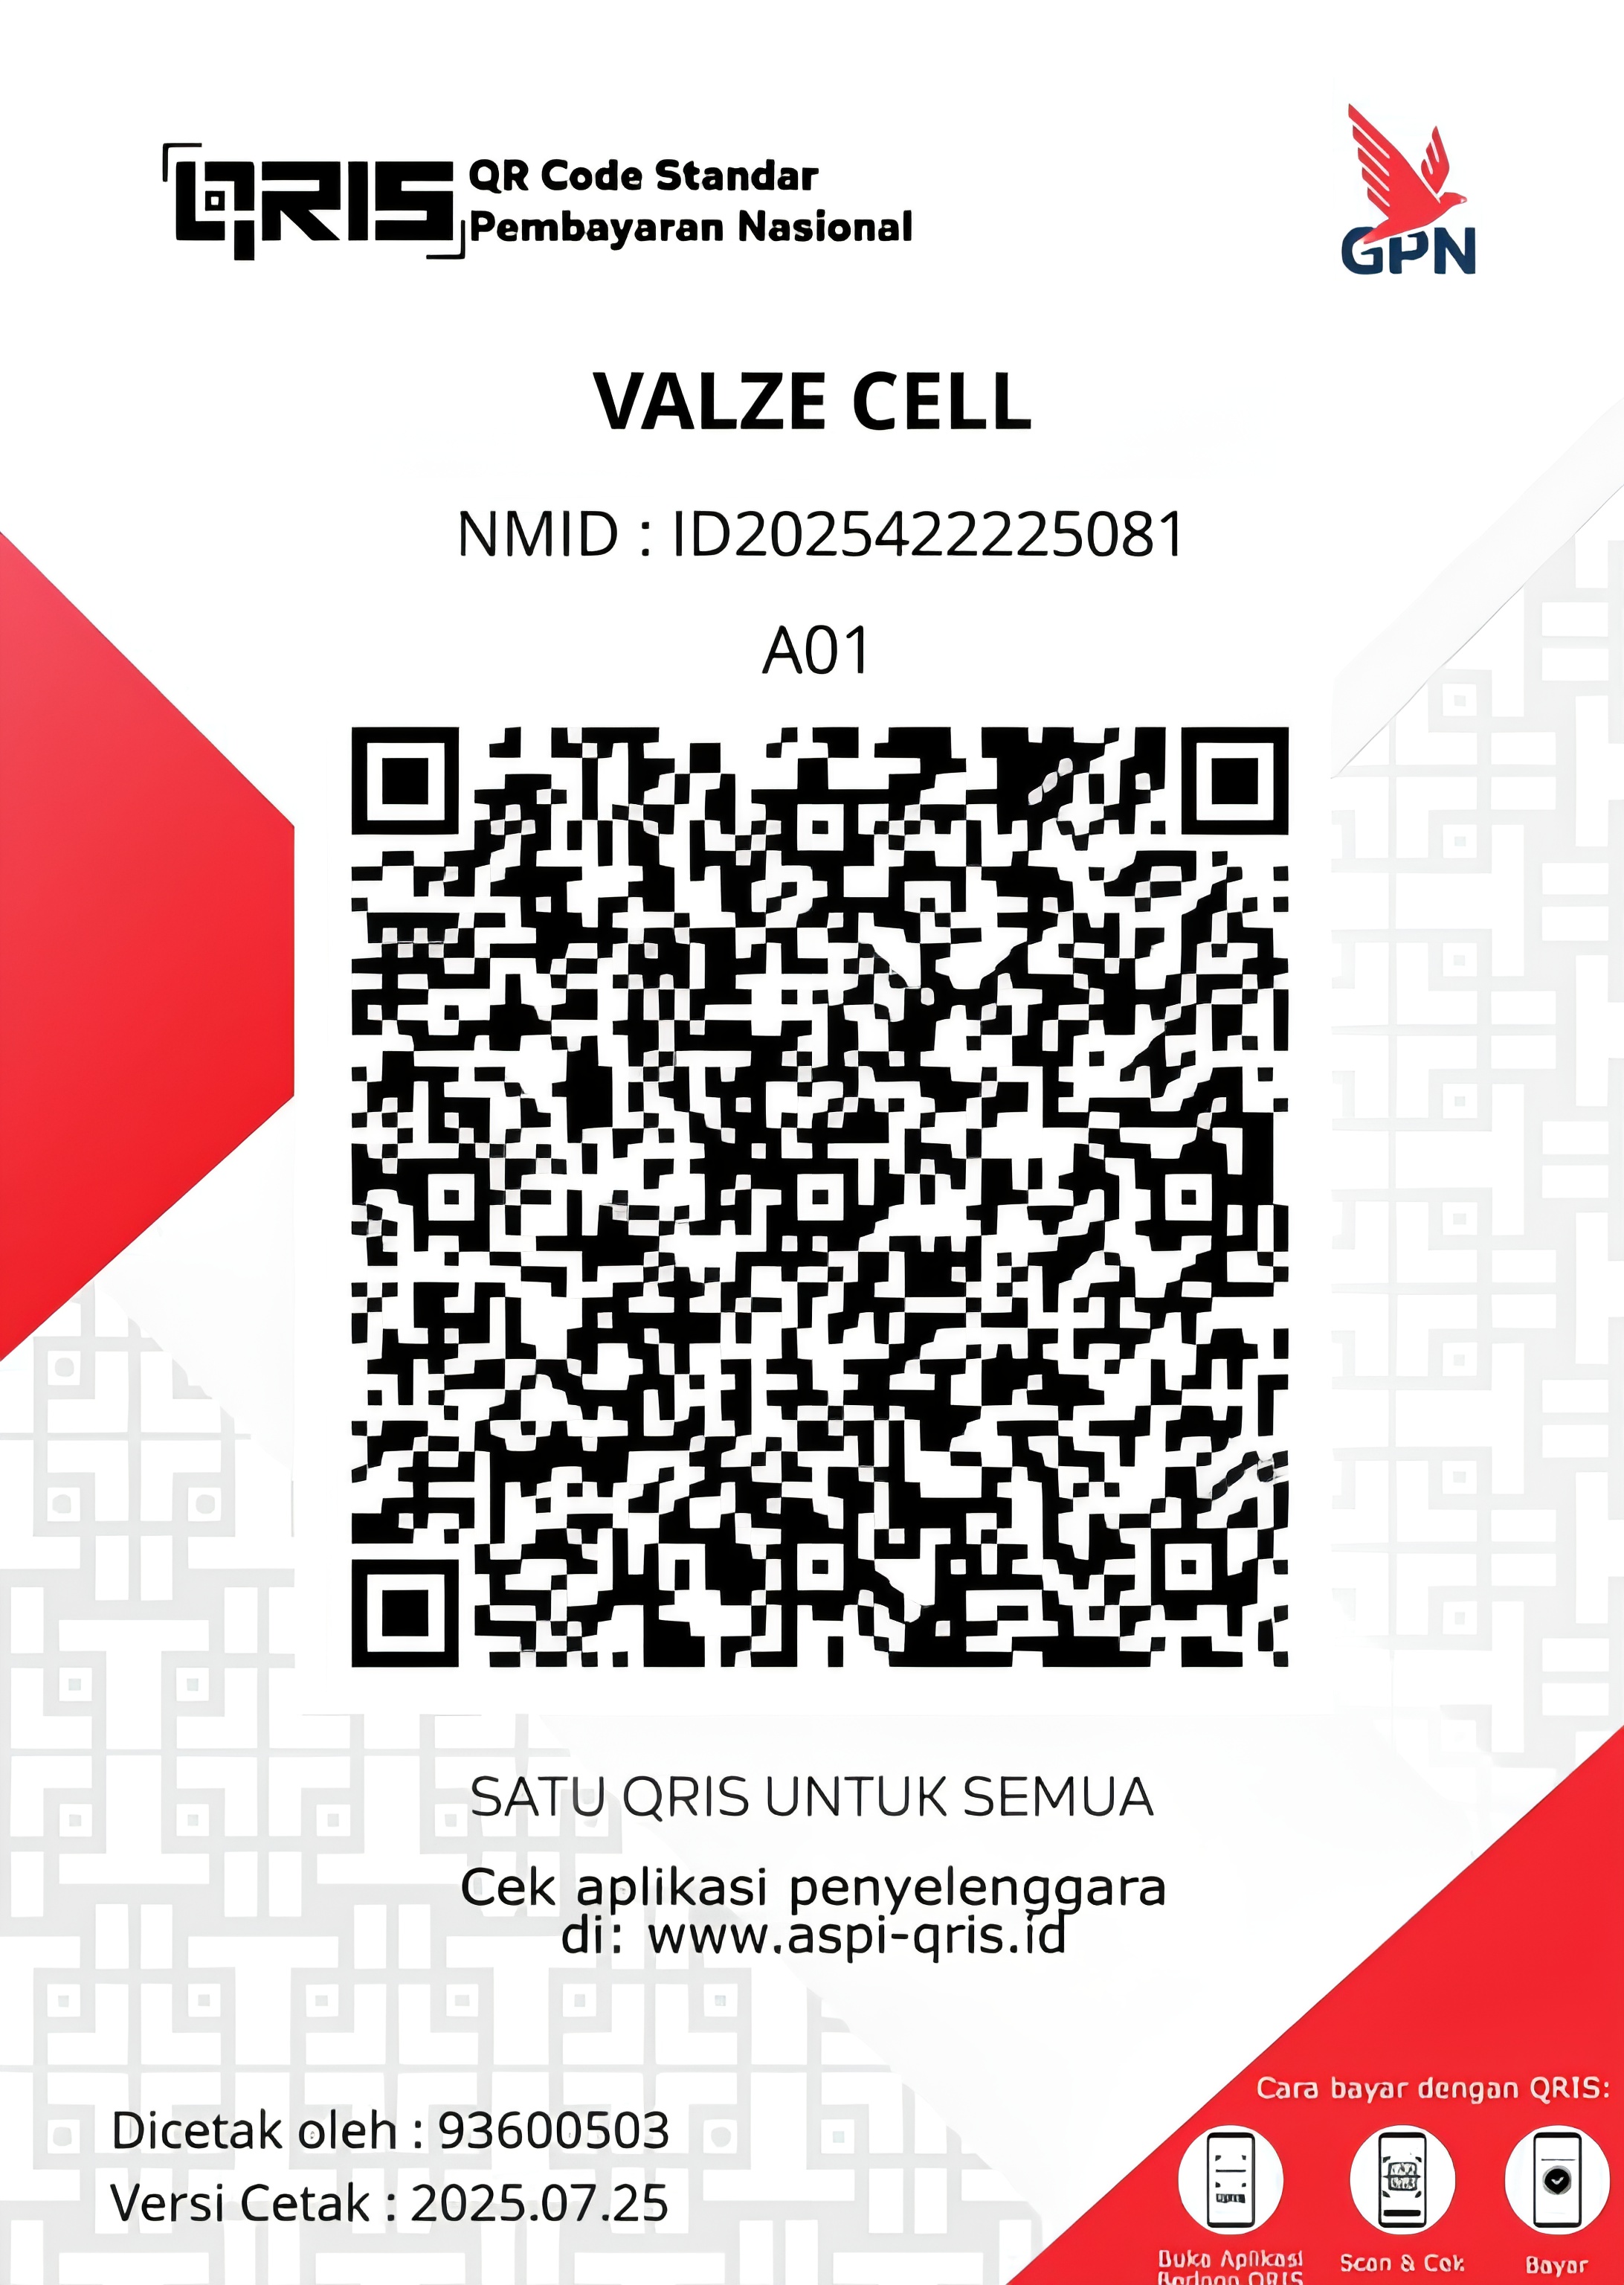 QRIS QR Code Standar
Pembayaran Nasional
GPN
VALZE CELL
NMID : ID2025422225081
A01
SATU QRIS UNTUK SEMUA
Cek aplikasi penyelenggara
di: www.aspi-qris.id
Dicetak oleh : 93600503
Versi Cetak : 2025.07.25
Cara bayar dengan QRIS:
Buka Aplikasi
Berlogo QRIS
Scan & Cek
Bayar